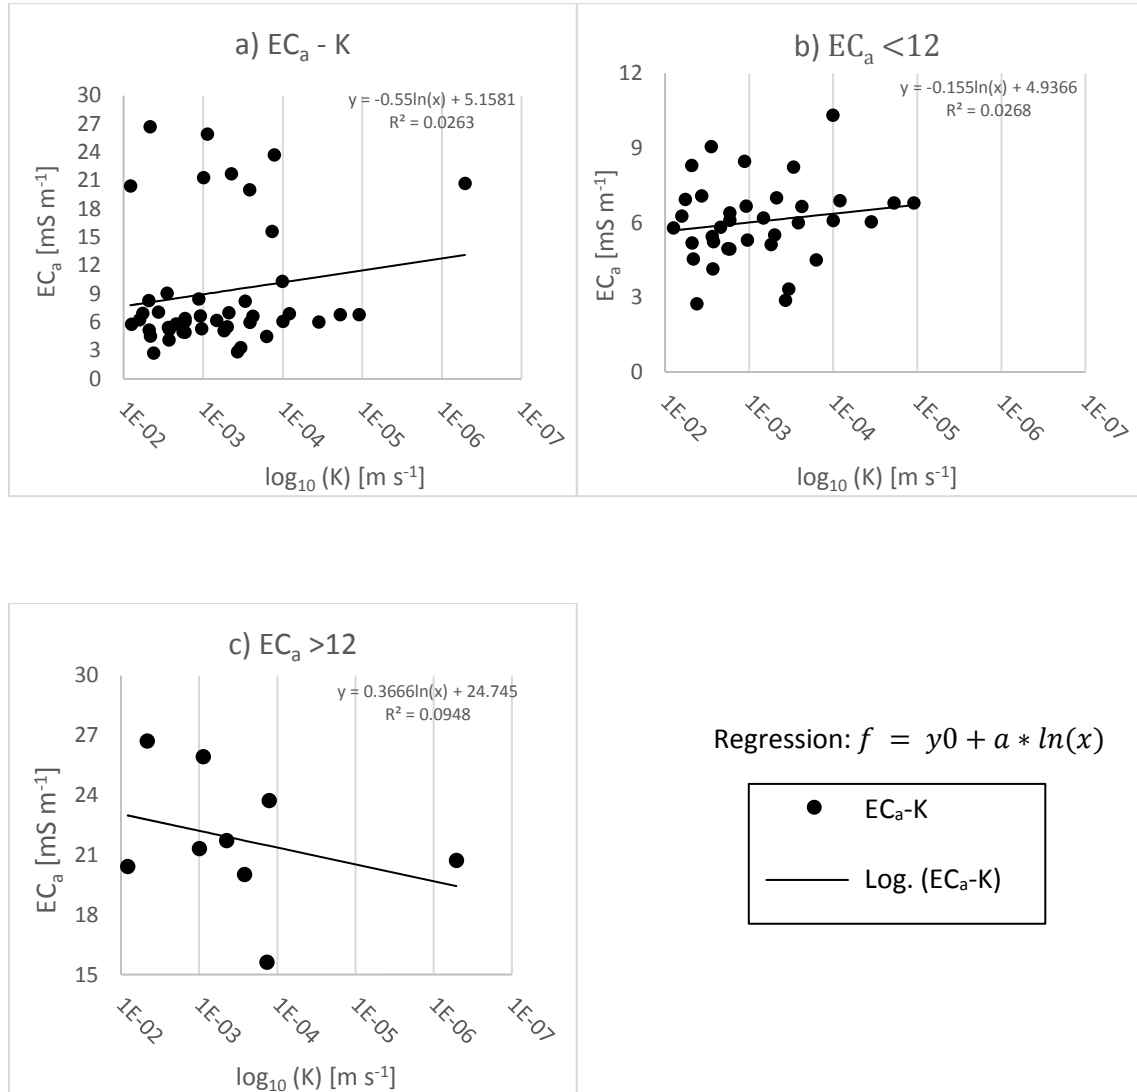 a) ECₐ - K
y = -0.55ln(x) + 5.1581
R² = 0.0263
30
27
24
21
18
15
12
9
6
3
0
ECₐ [mS m⁻¹]
1E-02
1E-03
1E-04
1E-05
1E-06
1E-07
log₁₀ (K) [m s⁻¹]
b) ECₐ <12
y = -0.155ln(x) + 4.9366
R² = 0.0268
12
9
6
3
0
ECₐ [mS m⁻¹]
1E-02
1E-03
1E-04
1E-05
1E-06
1E-07
log₁₀ (K) [m s⁻¹]
c) ECₐ >12
y = 0.3666ln(x) + 24.745
R² = 0.0948
30
27
24
21
18
15
ECₐ [mS m⁻¹]
1E-02
1E-03
1E-04
1E-05
1E-06
1E-07
log₁₀ (K) [m s⁻¹]
Regression: f = y0 + a * ln(x)
ECₐ-K
Log. (ECₐ-K)